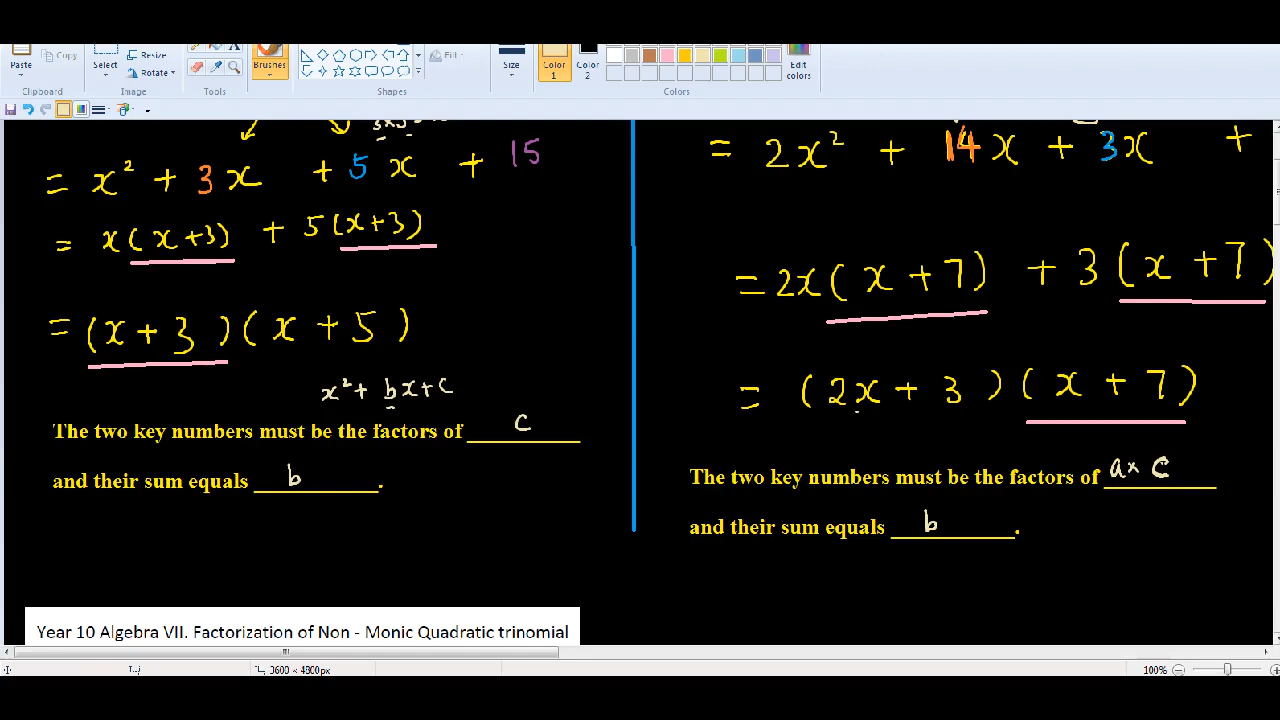 Paste
Copy
Select
Resize
Rotate
Brushes
Fill
Size
Color 1
Color 2
Edit colors
Clipboard
Image
Tools
Shapes
Colors
= x² + 3x + 5x + 15
= x(x+3) + 5(x+3)
= (x+3)(x+5)
x²+bx+c
The two key numbers must be the factors of c
and their sum equals b.
= 2x² + 14x + 3x +
= 2x(x+7) + 3(x+7)
= (2x+3)(x+7)
The two key numbers must be the factors of a× c
and their sum equals b.
Year 10 Algebra VII. Factorization of Non - Monic Quadratic trinomial
3600 × 4800px
100%